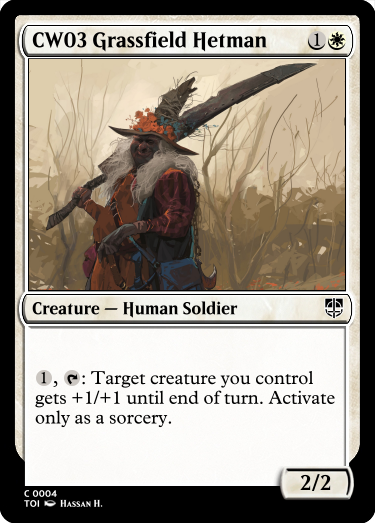 CW03 Grassfield Hetman 1
Creature — Human Soldier
1, : Target creature you control
gets +1/+1 until end of turn. Activate
only as a sorcery.
2/2
C 0004
TOI Hassan H.